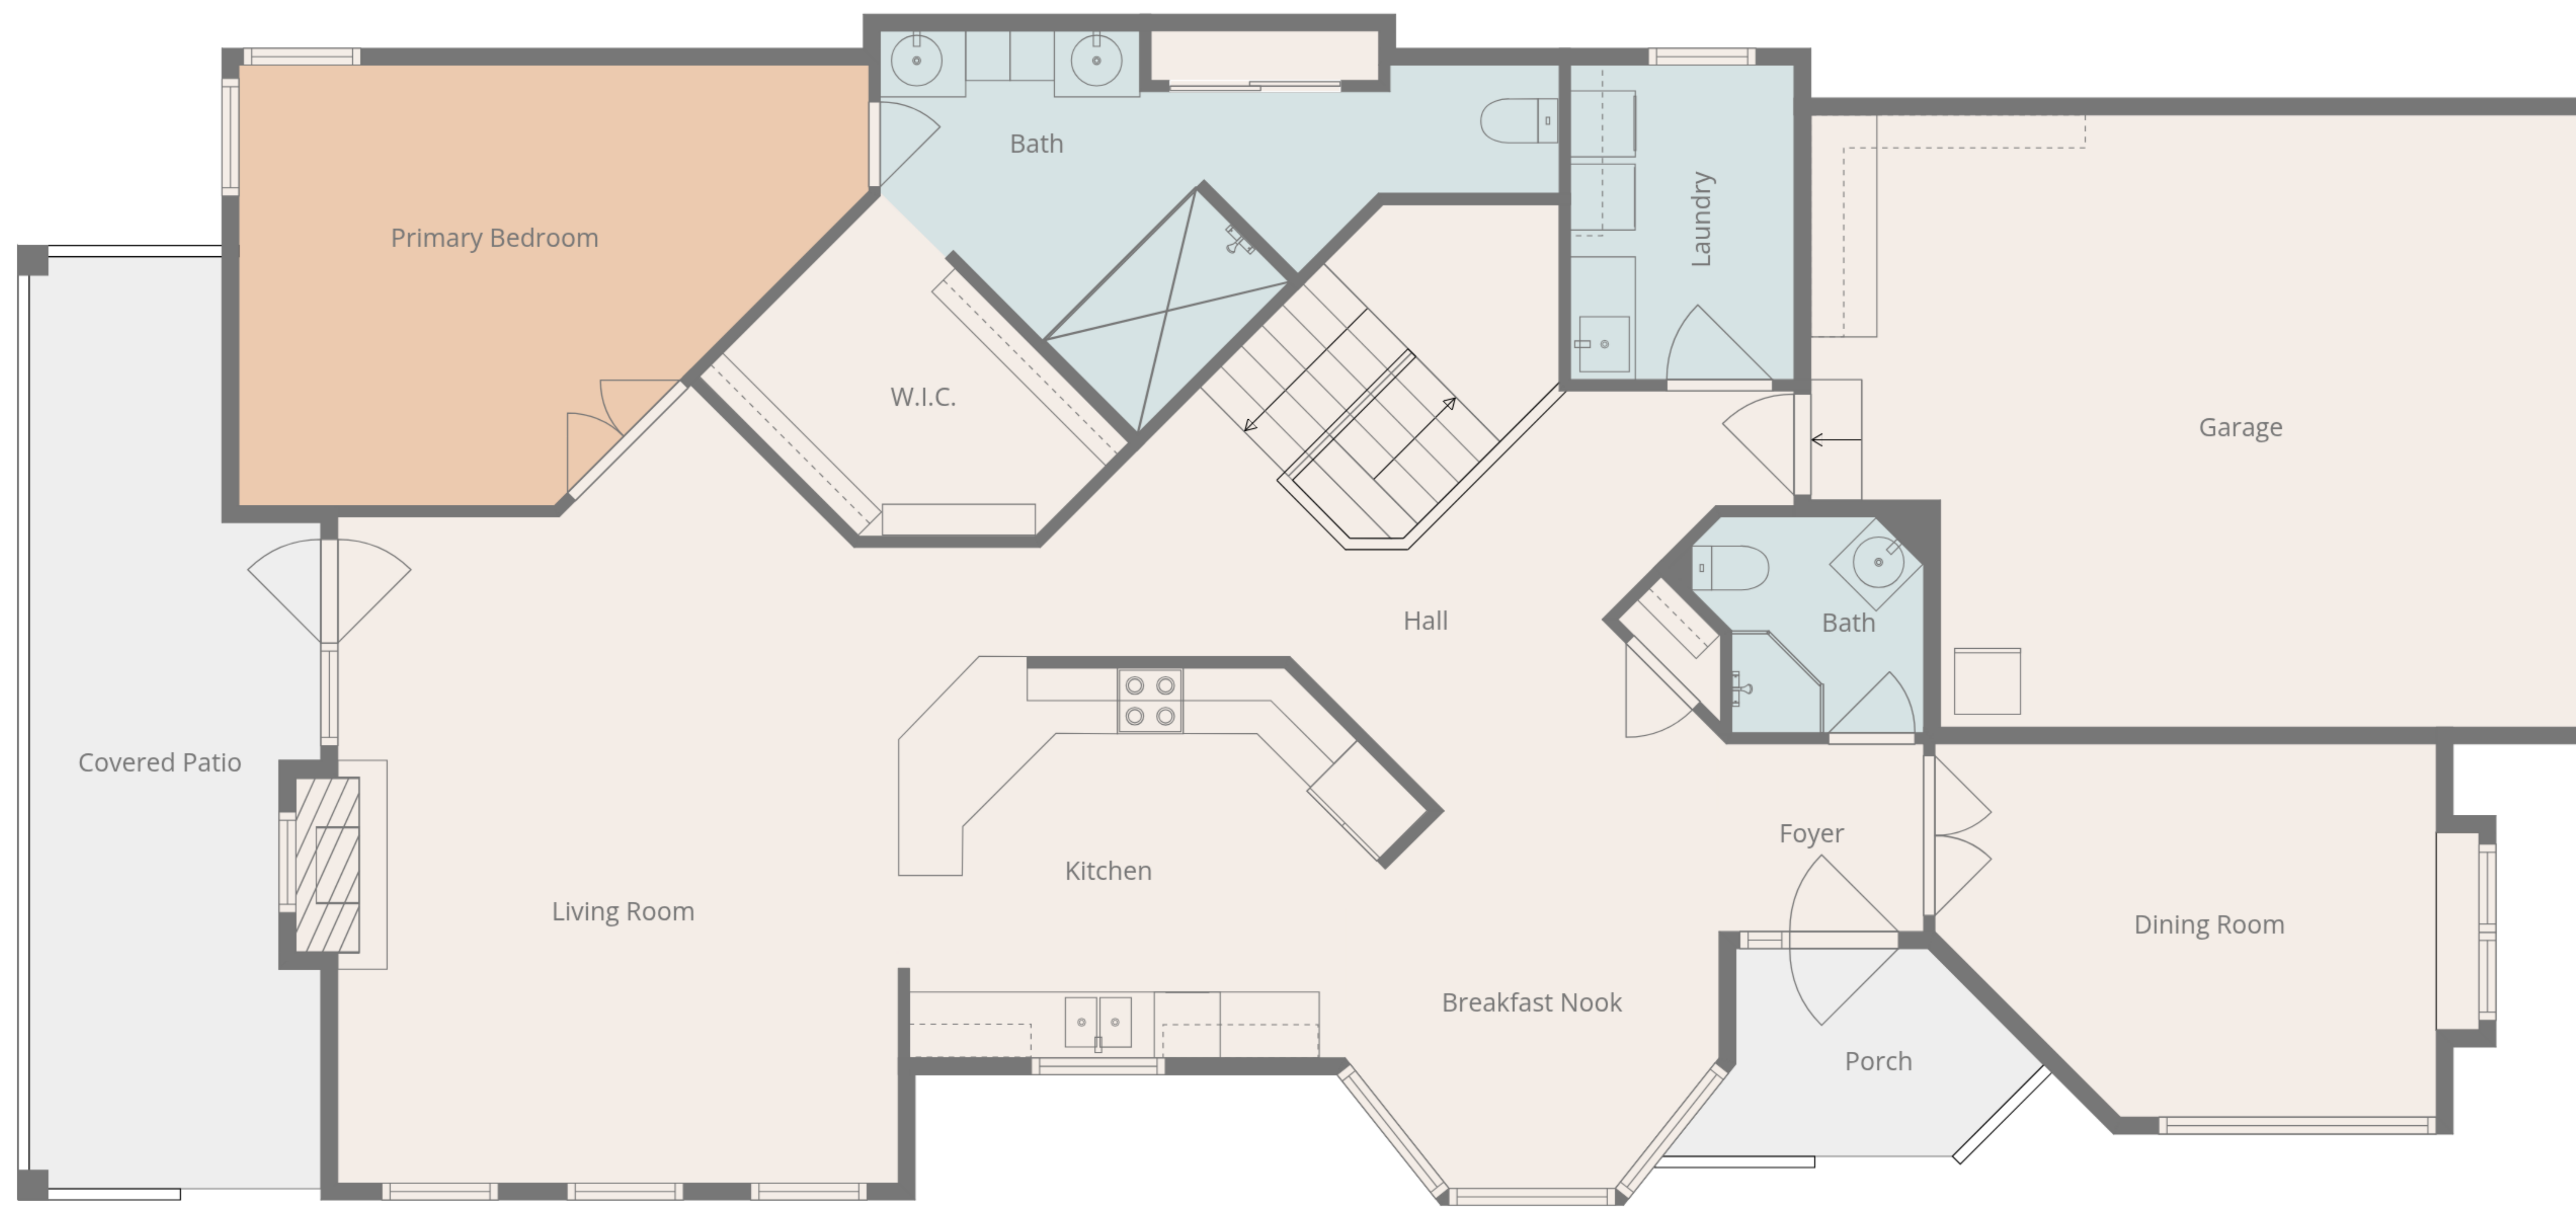 Bath
Primary Bedroom
Laundry
W.I.C.
Garage
Hall
Bath
Covered Patio
Foyer
Kitchen
Living Room
Dining Room
Breakfast Nook
Porch